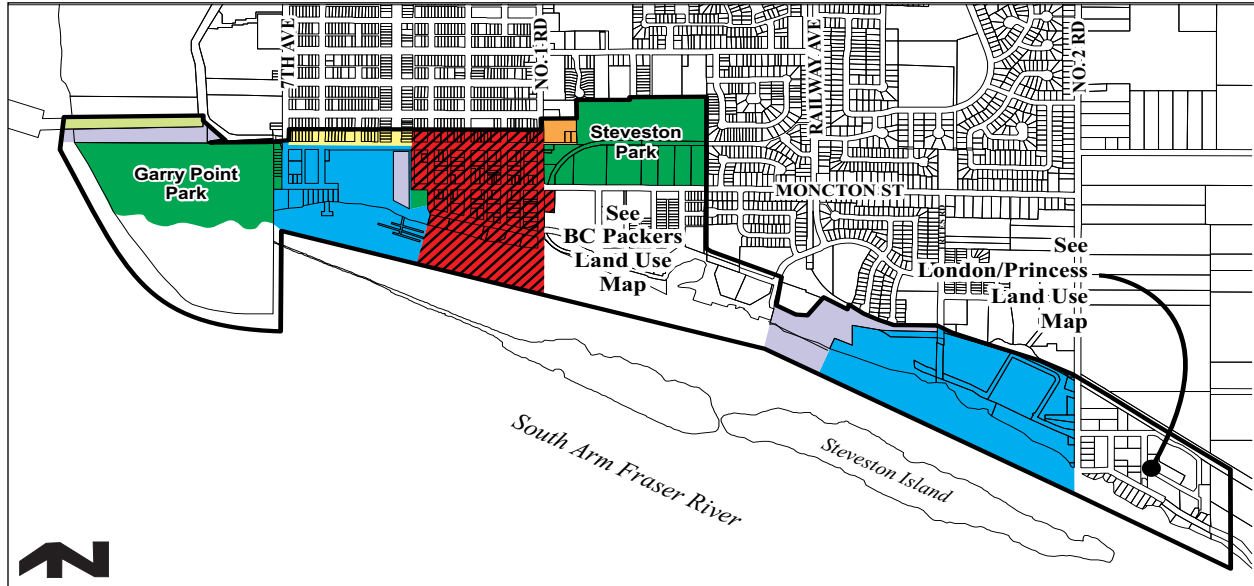 7TH AVE
NO. 1 RD
RAILWAY AVE
NO. 2 RD
Garry Point
Park
Steveston
Park
MONCTON ST
See
BC Packers
Land Use
Map
See
London/Princess
Land Use
Map
South Arm Fraser River
Steveston Island
N